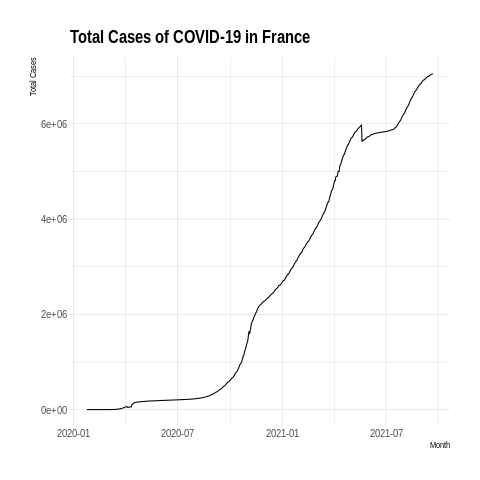 Total Cases of COVID-19 in France
Total Cases
6e+06
4e+06
2e+06
0e+00
2020-01 2020-07 2021-01 2021-07
Month